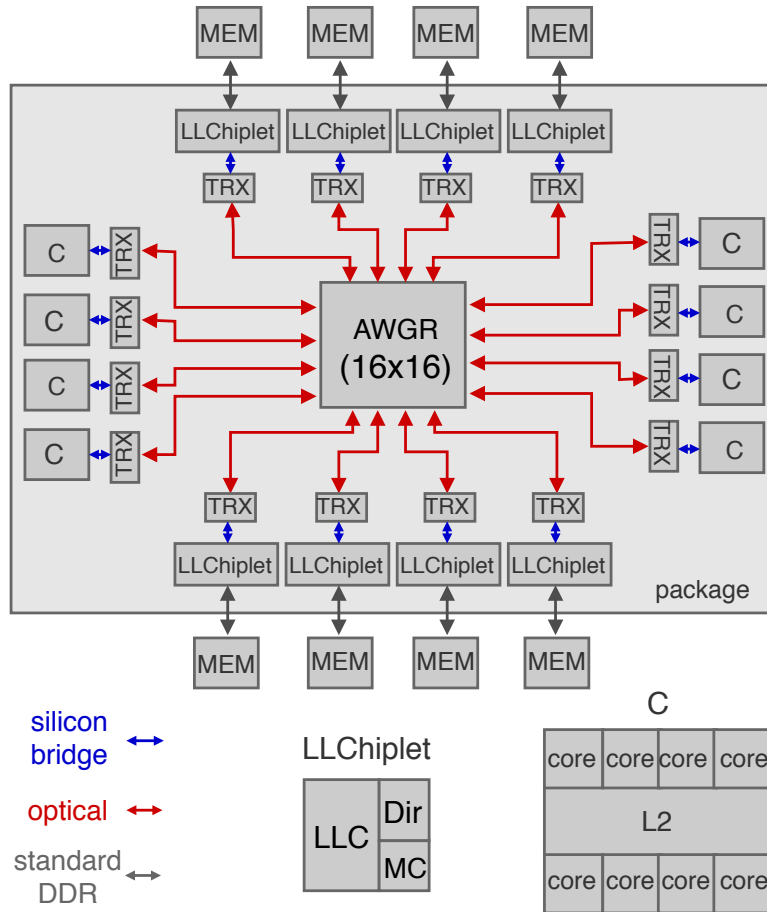 MEM MEM MEM MEM
LLChiplet LLChiplet LLChiplet LLChiplet
TRX TRX TRX TRX
C TRX TRX C
C TRX TRX C
C TRX TRX C
C TRX TRX C
AWGR
(16x16)
TRX TRX TRX TRX
LLChiplet LLChiplet LLChiplet LLChiplet
package
MEM MEM MEM MEM
silicon
bridge
optical
standard
DDR
LLChiplet
LLC Dir
MC
C
core core core core
L2
core core core core